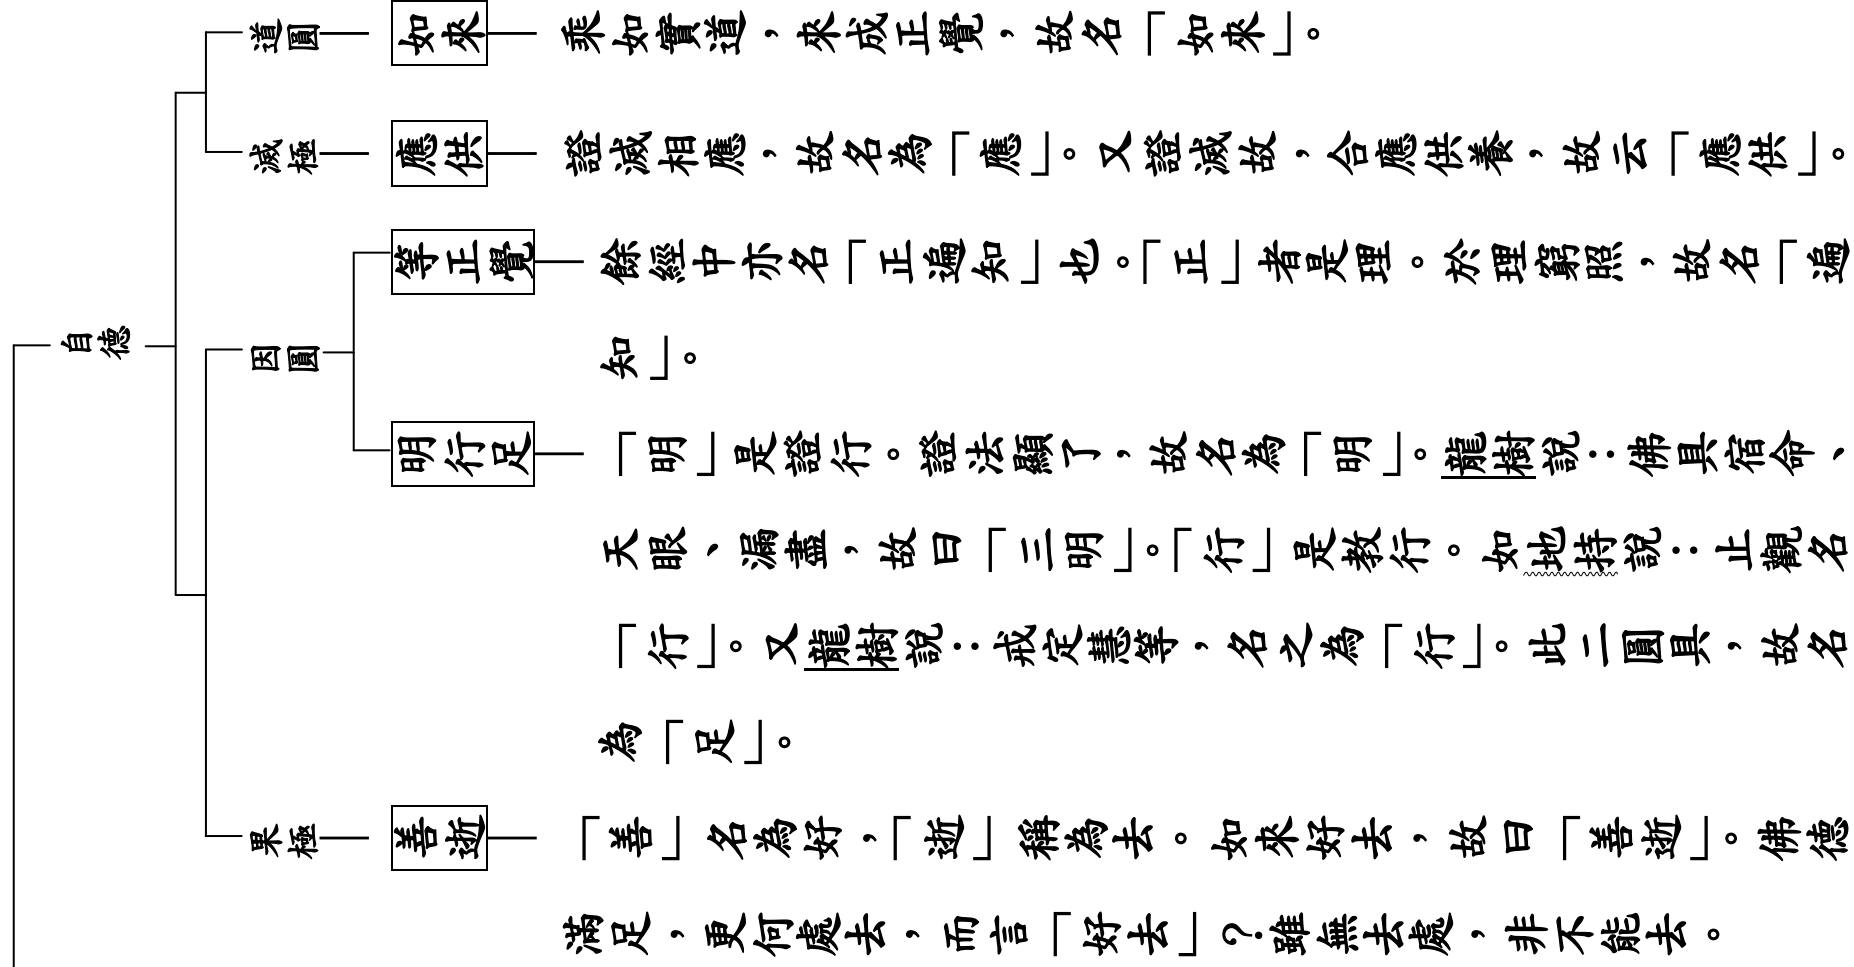 自德
道圓 如來 乘如實道，來成正覺，故名「如來」。
滅極 應供 證滅相應，故名為「應」。又證滅故，合應供養，故云「應供」。
因圓
等正覺 餘經中亦名「正遍知」也。「正」者是理。於理窮照，故名「遍
知」。
明行足 「明」是證行。證法顯了，故名為「明」。龍樹說：佛具宿命、
天眼、漏盡，故曰「三明」。「行」是教行。如地持說：止觀名
「行」。又龍樹說：戒定慧等，名之為「行」。此二圓具，故名
為「足」。
果極 善逝 「善」名為好，「逝」稱為去。如來好去，故曰「善逝」。佛德
滿足，更何處去，而言「好去」？雖無去處，非不能去。